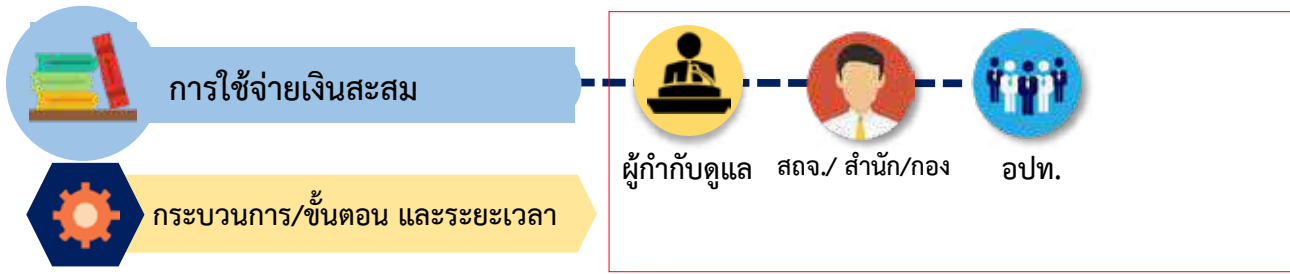 การใช้จ่ายเงินสะสม
ผู้กำกับดูแล
สถจ./ สำนัก/กอง
อปท.
กระบวนการ/ขั้นตอน และระยะเวลา